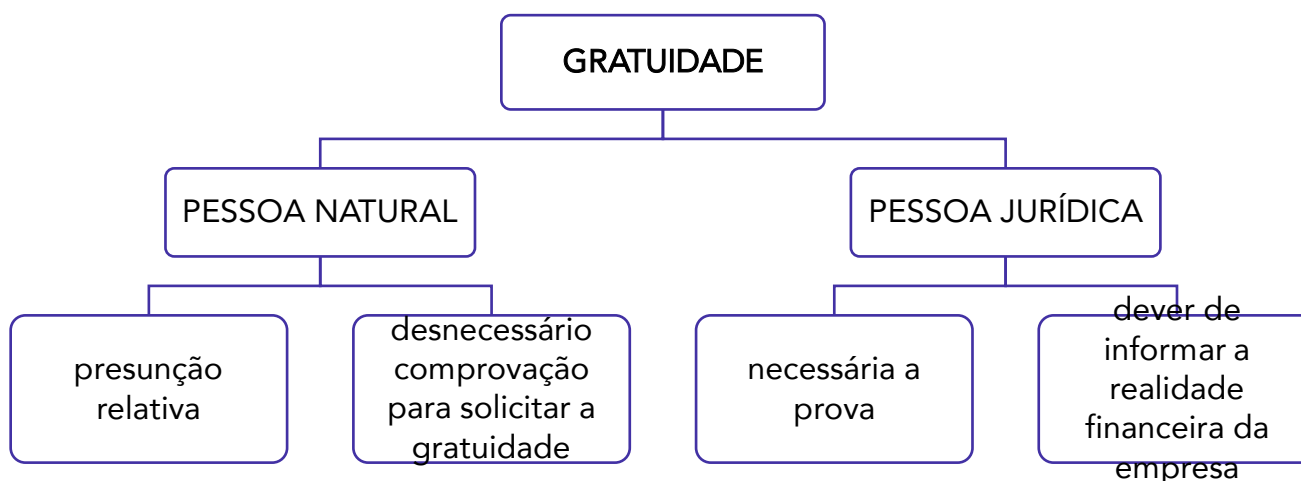 GRATUIDADE
PESSOA NATURAL
PESSOA JURÍDICA
presunção
relativa
desnecessário
comprovação
para solicitar a
gratuidade
necessária a
prova
dever de
informar a
realidade
financeira da
empresa